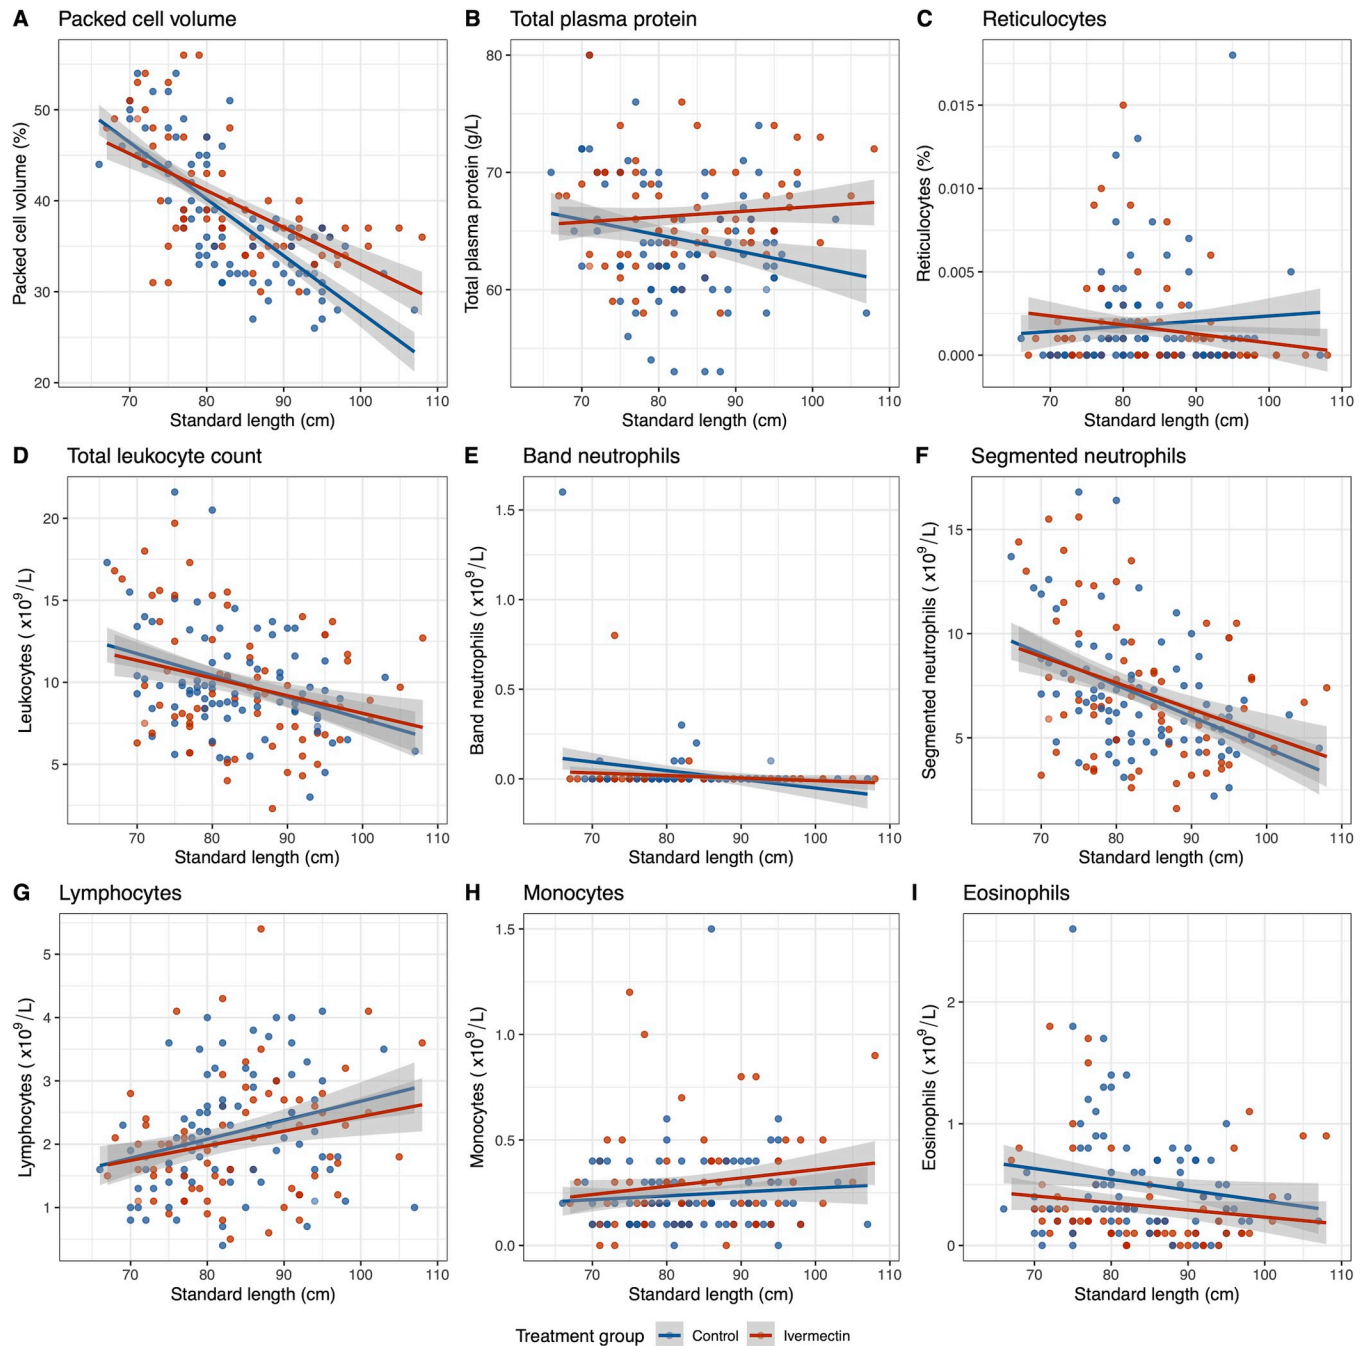 A Packed cell volume
Packed cell volume (%)
50
40
30
20
70 80 90 100 110
Standard length (cm)
B Total plasma protein
Total plasma protein (g/L)
80
70
60
70 80 90 100 110
Standard length (cm)
C Reticulocytes
Reticulocytes (%)
0.015
0.010
0.005
0.000
70 80 90 100 110
Standard length (cm)
D Total leukocyte count
Leukocytes ( x10⁹/L)
20
15
10
5
70 80 90 100 110
Standard length (cm)
E Band neutrophils
Band neutrophils ( x10⁹/L)
1.5
1.0
0.5
0.0
70 80 90 100 110
Standard length (cm)
F Segmented neutrophils
Segmented neutrophils ( x10⁹/L)
15
10
5
70 80 90 100 110
Standard length (cm)
G Lymphocytes
Lymphocytes ( x10⁹/L)
5
4
3
2
1
70 80 90 100 110
Standard length (cm)
H Monocytes
Monocytes ( x10⁹/L)
1.5
1.0
0.5
0.0
70 80 90 100 110
Standard length (cm)
I Eosinophils
Eosinophils ( x10⁹/L)
2
1
0
70 80 90 100 110
Standard length (cm)
Treatment group Control Ivermectin